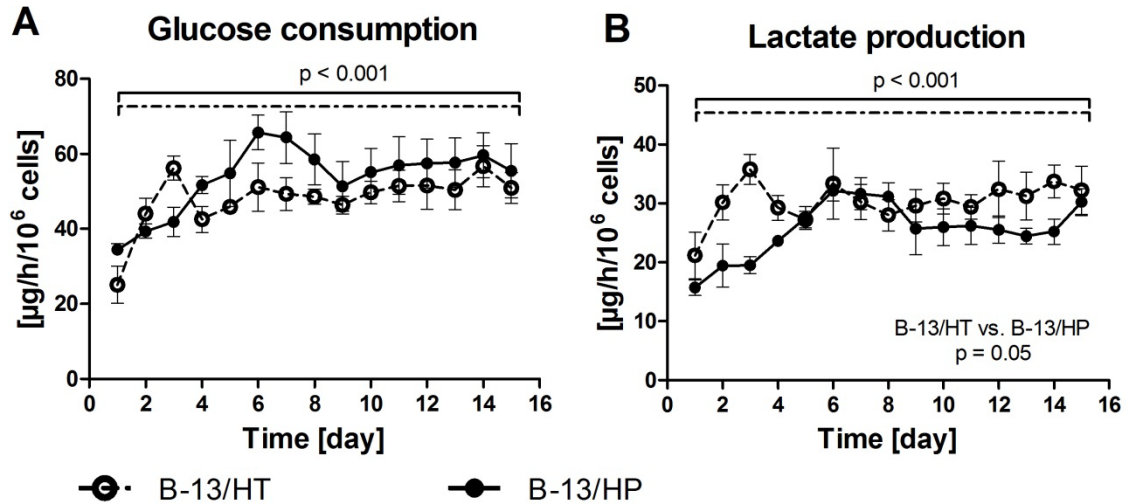 A
Glucose consumption
p < 0.001
[µg/h/10⁶ cells]
80
60
40
20
0
0 2 4 6 8 10 12 14 16
Time [day]
B
Lactate production
p < 0.001
[µg/h/10⁶ cells]
50
40
30
20
10
0
B-13/HT vs. B-13/HP
p = 0.05
0 2 4 6 8 10 12 14 16
Time [day]
B-13/HT B-13/HP